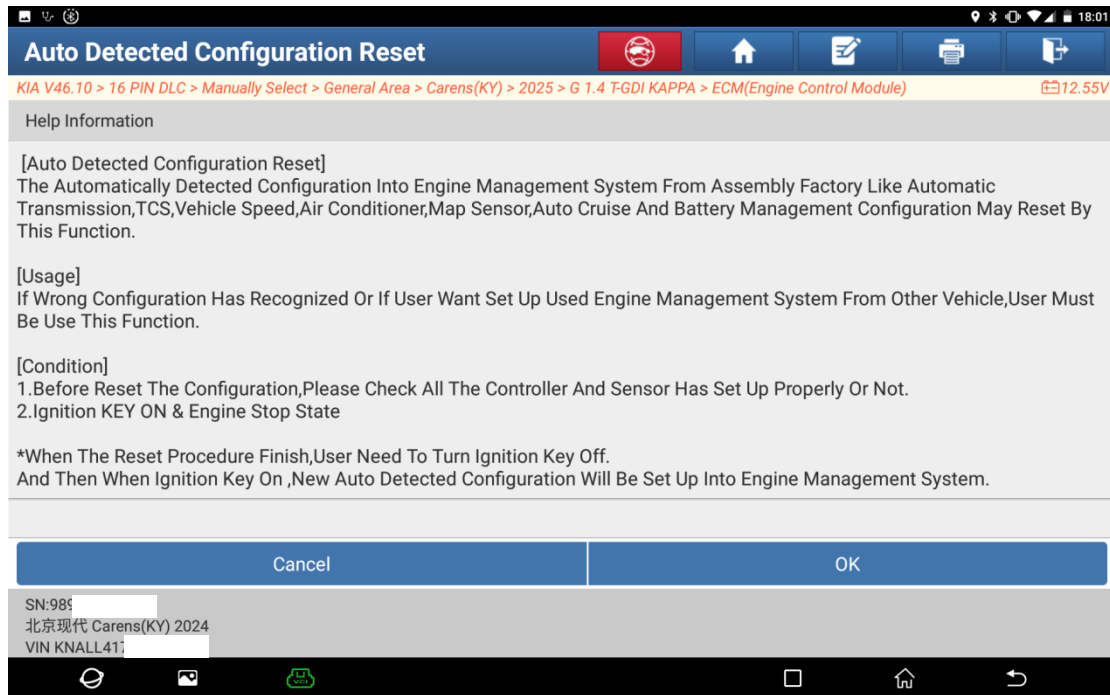 18:01
Auto Detected Configuration Reset
KIA V46.10 > 16 PIN DLC > Manually Select > General Area > Carens(KY) > 2025 > G 1.4 T-GDI KAPPA > ECM(Engine Control Module)
12.55V
Help Information
[Auto Detected Configuration Reset]
The Automatically Detected Configuration Into Engine Management System From Assembly Factory Like Automatic
Transmission,TCS,Vehicle Speed,Air Conditioner,Map Sensor,Auto Cruise And Battery Management Configuration May Reset By
This Function.
[Usage]
If Wrong Configuration Has Recognized Or If User Want Set Up Used Engine Management System From Other Vehicle,User Must
Be Use This Function.
[Condition]
1.Before Reset The Configuration,Please Check All The Controller And Sensor Has Set Up Properly Or Not.
2.Ignition KEY ON & Engine Stop State
*When The Reset Procedure Finish,User Need To Turn Ignition Key Off.
And Then When Ignition Key On ,New Auto Detected Configuration Will Be Set Up Into Engine Management System.
Cancel
OK
SN:989
北京现代 Carens(KY) 2024
VIN KNALL417
VCI